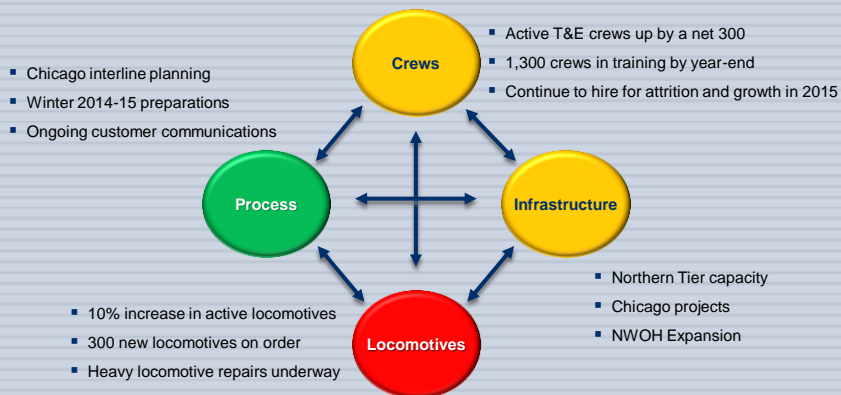 Crews
▪ Active T&E crews up by a net 300
▪ 1,300 crews in training by year-end
▪ Continue to hire for attrition and growth in 2015
▪ Chicago interline planning
▪ Winter 2014-15 preparations
▪ Ongoing customer communications
Process
Infrastructure
▪ Northern Tier capacity
▪ Chicago projects
▪ NWOH Expansion
▪ 10% increase in active locomotives
▪ 300 new locomotives on order
▪ Heavy locomotive repairs underway
Locomotives